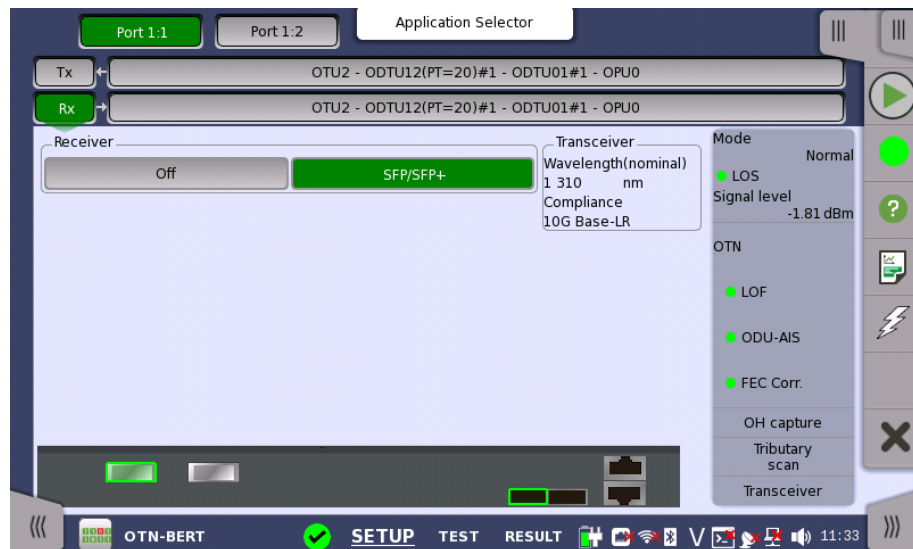 Application Selector
Port 1:1
Port 1:2
Tx
OTU2 - ODTU12(PT=20)#1 - ODTU01#1 - OPU0
Rx
OTU2 - ODTU12(PT=20)#1 - ODTU01#1 - OPU0
Receiver
Off
SFP/SFP+
Transceiver
Wavelength(nominal)
1 310 nm
Compliance
10G Base-LR
Mode
Normal
LOS
Signal level
-1.81 dBm
OTN
LOF
ODU-AIS
FEC Corr.
OH capture
Tributary
scan
Transceiver
OTN-BERT
SETUP
TEST
RESULT
V
11:33